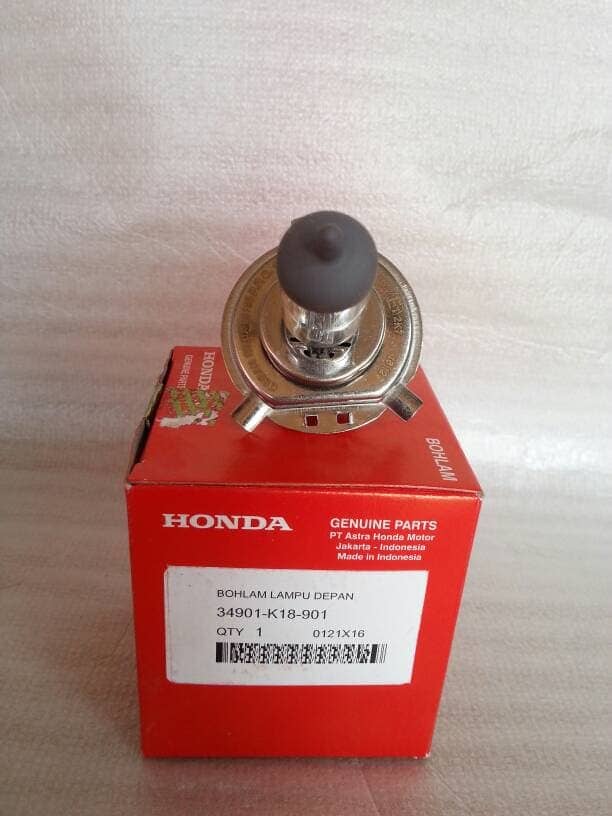 HONDA
GENUINE PARTS
BOHLAM
HONDA
GENUINE PARTS
PT Astra Honda Motor
Jakarta - Indonesia
Made in Indonesia
BOHLAM LAMPU DEPAN
34901-K18-901
QTY 1 0121X16